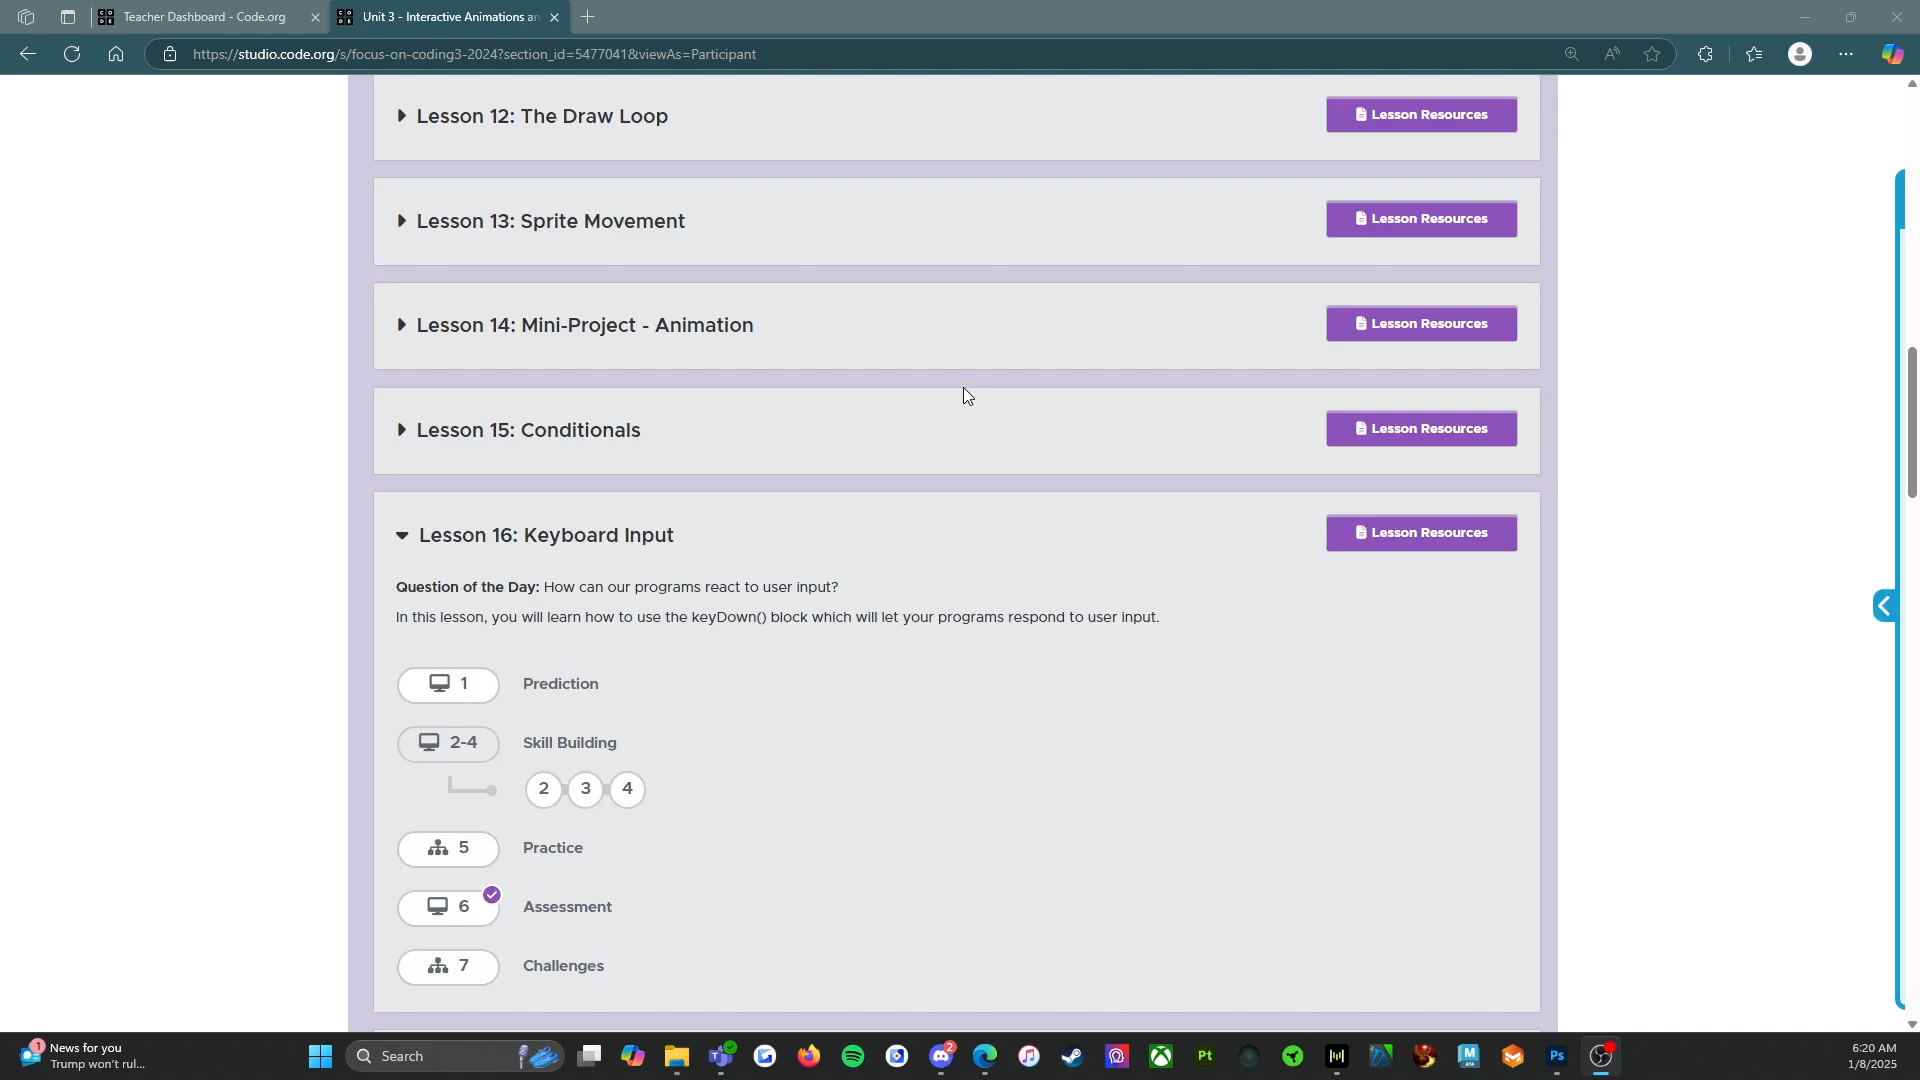 Teacher Dashboard - Code.org
Unit 3 - Interactive Animations an
https://studio.code.org/s/focus-on-coding3-2024?section_id=5477041&viewAs=Participant
Lesson 12: The Draw Loop
Lesson Resources
Lesson 13: Sprite Movement
Lesson Resources
Lesson 14: Mini-Project - Animation
Lesson Resources
Lesson 15: Conditionals
Lesson Resources
Lesson 16: Keyboard Input
Lesson Resources
Question of the Day: How can our programs react to user input?
In this lesson, you will learn how to use the keyDown() block which will let your programs respond to user input.
1 Prediction
2-4 Skill Building
2 3 4
5 Practice
6 Assessment
7 Challenges
1
News for you
Trump won't rul...
Search
2
Pt
M
Ps
6:20 AM
1/8/2025